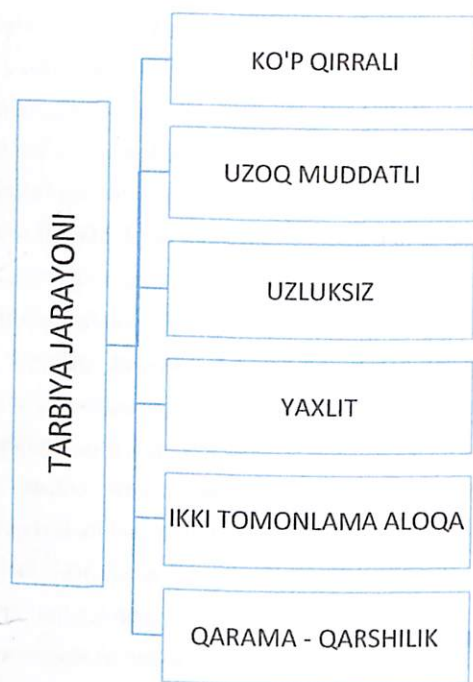 TARBIYA JARAYONI
KO'P QIRRALI
UZOQ MUDDATLI
UZLUKSIZ
YAXLIT
IKKI TOMONLAMA ALOQA
QARAMA - QARSHILIK